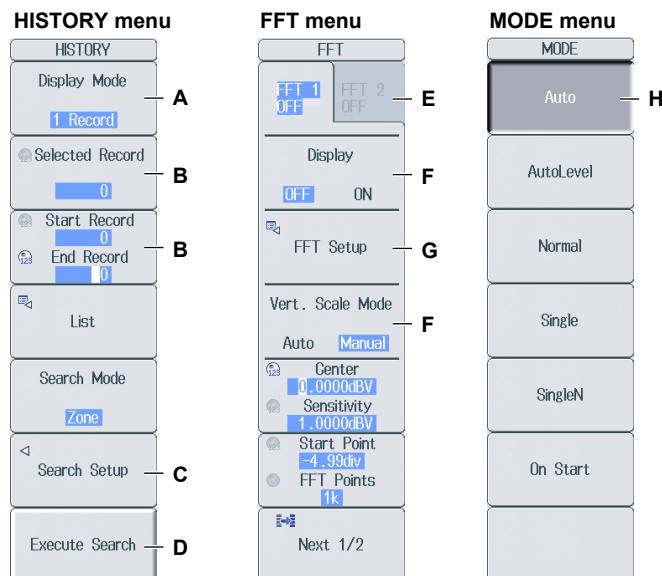 HISTORY menu
HISTORY
Display Mode
1 Record
A
Selected Record
0
B
Start Record
0
B
123
End Record
0
List
Search Mode
Zone
Search Setup
C
Execute Search
D
FFT menu
FFT
FFT 1
OFF
FFT 2
OFF
E
Display
F
OFF ON
FFT Setup
G
Vert. Scale Mode
F
Auto Manual
123
Center
0.0000dBV
Sensitivity
1.0000dBV
Start Point
-4.99div
FFT Points
1k
Next 1/2
MODE menu
MODE
Auto
H
AutoLevel
Normal
Single
SingleN
On Start